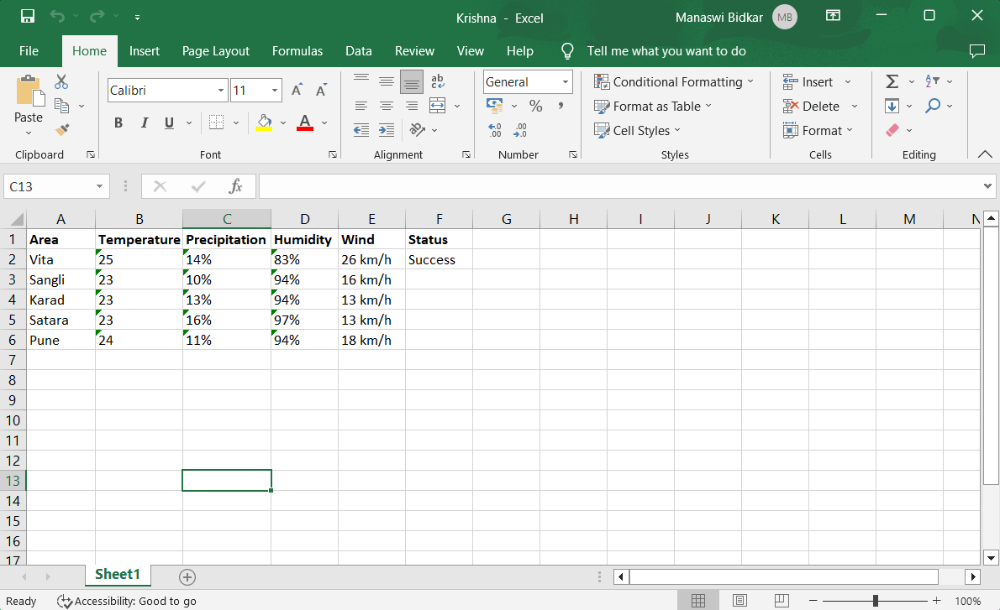 Krishna - Excel
Manaswi Bidkar MB
File Home Insert Page Layout Formulas Data Review View Help Tell me what you want to do
Calibri 11 A A ab c General Conditional Formatting Insert Σ A Z
Paste Format as Table Delete
B I U A % , Cell Styles Format
Clipboard Font Alignment Number Styles Cells Editing
C13 fx
A B C D E F G H I J K L M N
1 Area Temperature Precipitation Humidity Wind Status
2 Vita 25 14% 83% 26 km/h Success
3 Sangli 23 10% 94% 16 km/h
4 Karad 23 13% 94% 13 km/h
5 Satara 23 16% 97% 13 km/h
6 Pune 24 11% 94% 18 km/h
7
8
9
10
11
12
13
14
15
16
17
Sheet1
Ready Accessibility: Good to go 100%